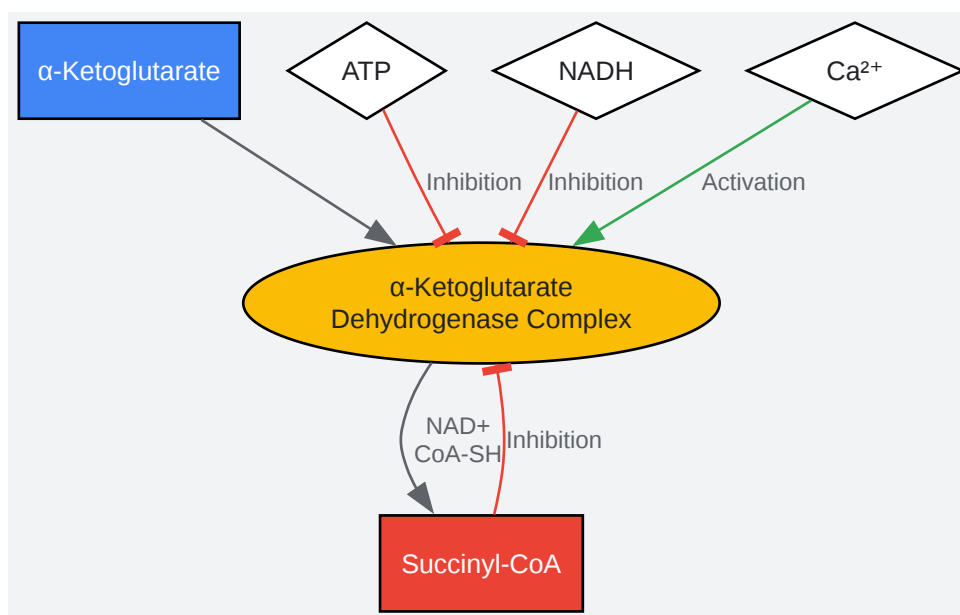 α-Ketoglutarate
ATP
NADH
Ca²⁺
Inhibition
Inhibition
Activation
α-Ketoglutarate
Dehydrogenase Complex
NAD+
CoA-SH
Inhibition
Succinyl-CoA